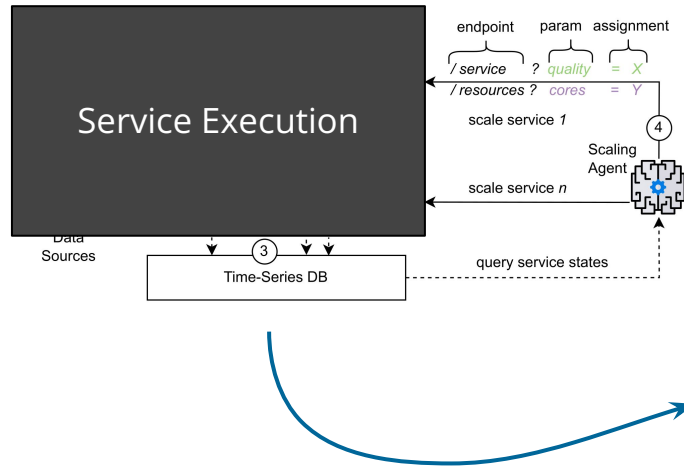 endpoint param assignment
/ service ? quality = X
/ resources ? cores = Y
Service Execution
scale service 1
4
Scaling
Agent
scale service n
Data
Sources
3
Time-Series DB
query service states